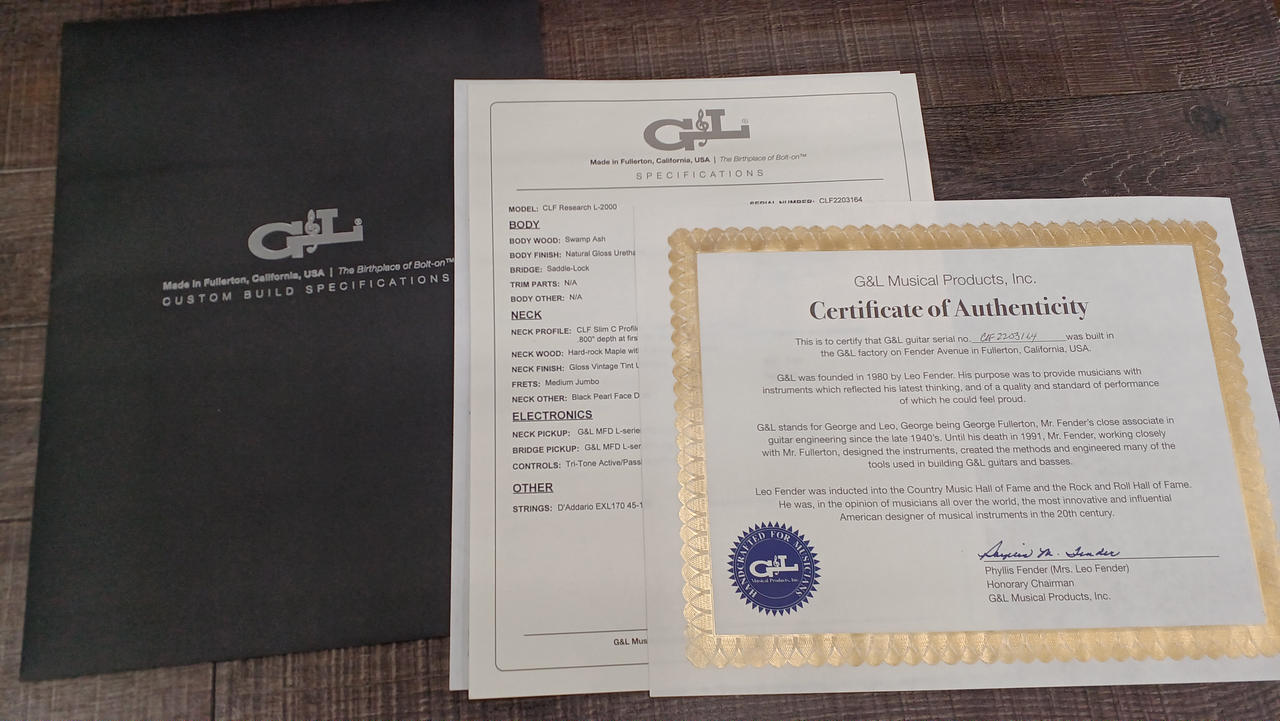 G&L®
Made in Fullerton, California, USA | The Birthplace of Bolt-on™
CUSTOM BUILD SPECIFICATIONS
G&L®
Made in Fullerton, California, USA | The Birthplace of Bolt-on™
SPECIFICATIONS
MODEL: CLF Research L-2000
SERIAL NUMBER: CLF2203164
BODY
BODY WOOD: Swamp Ash
BODY FINISH: Natural Gloss
BRIDGE: Saddle-Lock
TRIM PARTS: N/A
BODY OTHER: N/A
NECK
NECK PROFILE: CLF Slim C
.800" depth at
NECK WOOD: Hard-rock Maple
NECK FINISH: Gloss Vintage Tint
FRETS: Medium Jumbo
NECK OTHER: Black Pearl Face
ELECTRONICS
NECK PICKUP: G&L MFD
BRIDGE PICKUP: G&L MFD
CONTROLS: Tri-Tone
OTHER
STRINGS: D'Addario EXL170
G&L
G&L Musical Products, Inc.
Certificate of Authenticity
This is to certify that G&L guitar serial no. CLF2203164 was built in
the G&L factory on Fender Avenue in Fullerton, California, USA.
G&L was founded in 1980 by Leo Fender. His purpose was to provide musicians with
instruments which reflected his latest thinking, and of a quality and standard of performance
of which he could feel proud.
G&L stands for George and Leo, George being George Fullerton, Mr. Fender's close associate in
guitar engineering since the late 1940's. Until his death in 1991, Mr. Fender, working closely
with Mr. Fullerton, designed the instruments, created the methods and engineered many of the
tools used in building G&L guitars and basses.
Leo Fender was inducted into the Country Music Hall of Fame and the Rock and Roll Hall of Fame.
He was, in the opinion of musicians all over the world, the most innovative and influential
American designer of musical instruments in the 20th century.
HANDCRAFTED FOR MUSICIANS
G&L
Musical Products, Inc.
Phyllis M. Fender
Phyllis Fender (Mrs. Leo Fender)
Honorary Chairman
G&L Musical Products, Inc.